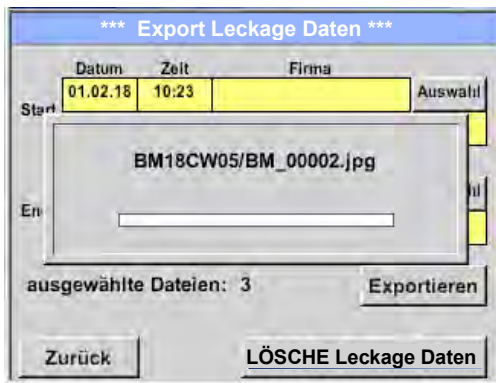 *** Export Leckage Daten ***
Datum Zeit Firma
01.02.18 10:23 Auswahl
Start
BM18CW05/BM_00002.jpg
ausgewählte Dateien: 3 Exportieren
Zurück LÖSCHE Leckage Daten